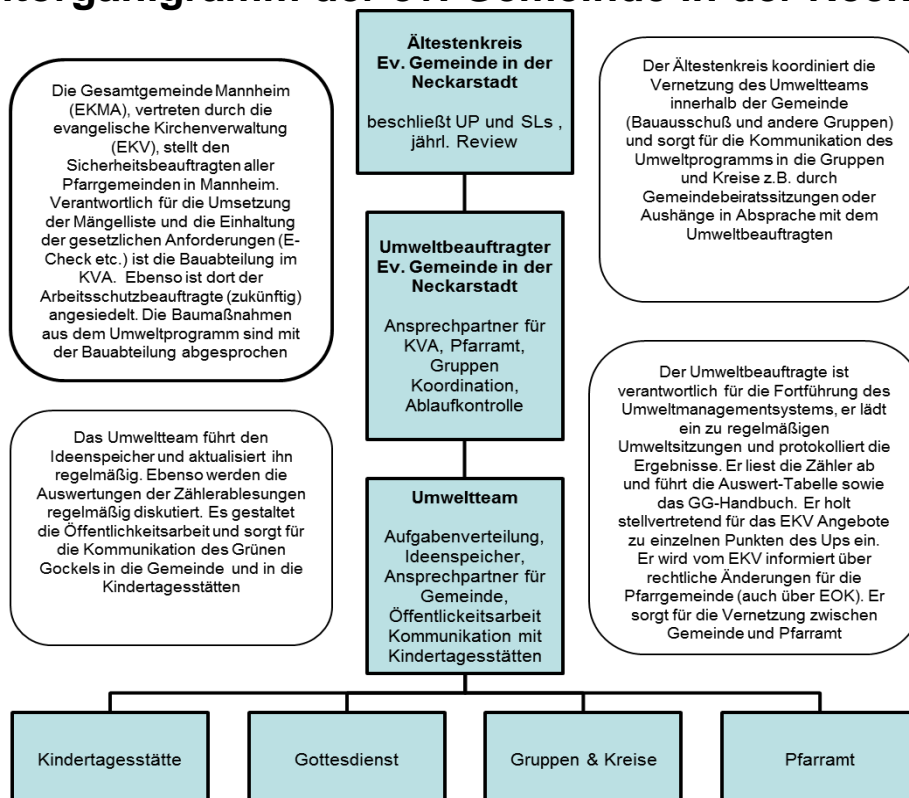 der ev. Gemeinde in der
Ältestenkreis
Ev. Gemeinde in der
Neckarstadt
beschließt UP und SLs ,
jährl. Review
Die Gesamtgemeinde Mannheim
(EKMA), vertreten durch die
evangelische Kirchenverwaltung
(EKV), stellt den
Sicherheitsbeauftragten aller
Pfarrgemeinden in Mannheim.
Verantwortlich für die Umsetzung
der Mängelliste und die Einhaltung
der gesetzlichen Anforderungen (E-
Check etc.) ist die Bauabteilung im
KVA. Ebenso ist dort der
Arbeitsschutzbeauftragte (zukünftig)
angesiedelt. Die Baumaßnahmen
aus dem Umweltprogramm sind mit
der Bauabteilung abgesprochen
Der Ältestenkreis koordiniert die
Vernetzung des Umweltteams
innerhalb der Gemeinde
(Bauausschuß und andere Gruppen)
und sorgt für die Kommunikation des
Umweltprogramms in die Gruppen
und Kreise z.B. durch
Gemeindebeiratssitzungen oder
Aushänge in Absprache mit dem
Umweltbeauftragten
Umweltbeauftragter
Ev. Gemeinde in der
Neckarstadt
Ansprechpartner für
KVA, Pfarramt,
Gruppen
Koordination,
Ablaufkontrolle
Das Umweltteam führt den
Ideenspeicher und aktualisiert ihn
regelmäßig. Ebenso werden die
Auswertungen der Zählerablesungen
regelmäßig diskutiert. Es gestaltet
die Öffentlichkeitsarbeit und sorgt für
die Kommunikation des Grünen
Gockels in die Gemeinde und in die
Kindertagesstätten
Der Umweltbeauftragte ist
verantwortlich für die Fortführung des
Umweltmanagementsystems, er lädt
ein zu regelmäßigen
Umweltsitzungen und protokolliert die
Ergebnisse. Er liest die Zähler ab
und führt die Auswert-Tabelle sowie
das GG-Handbuch. Er holt
stellvertretend für das EKV Angebote
zu einzelnen Punkten des Ups ein.
Er wird vom EKV informiert über
rechtliche Änderungen für die
Pfarrgemeinde (auch über EOK). Er
sorgt für die Vernetzung zwischen
Gemeinde und Pfarramt
Umweltteam
Aufgabenverteilung,
Ideenspeicher,
Ansprechpartner für
Gemeinde,
Öffentlickeitsarbeit
Kommunikation mit
Kindertagesstätten
Kindertagesstätte
Gottesdienst
Gruppen & Kreise
Pfarramt